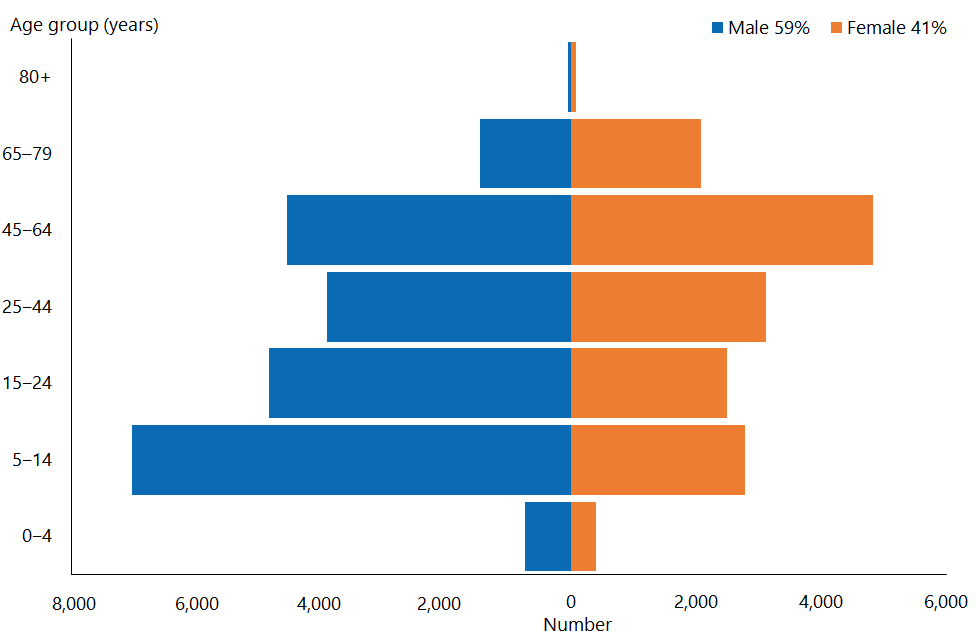 Age group (years)
Male 59% Female 41%
80+
65–79
45–64
25–44
15–24
5–14
0–4
8,000 6,000 4,000 2,000 0 2,000 4,000 6,000
Number